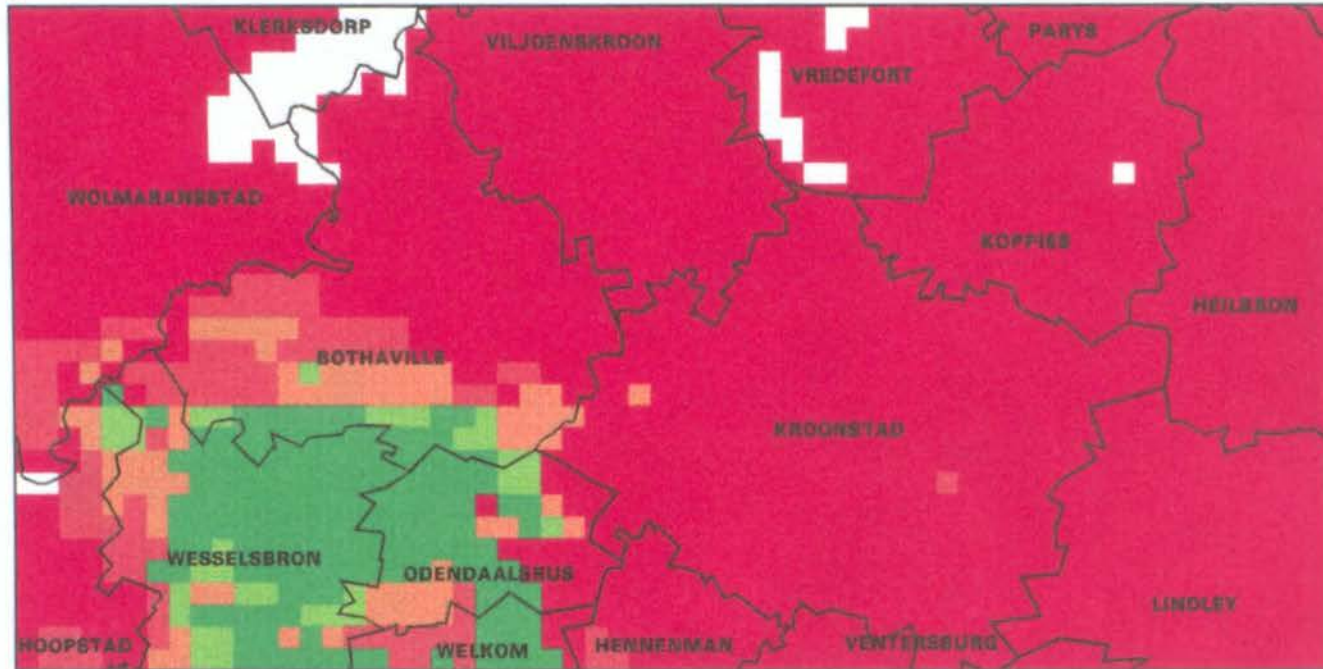 KLERKSDORP
VILJOENSKROON
PARYS
VREDEFORT
WOLMARANSSTAD
KOPPIES
HEILBRON
BOTHAVILLE
KROONSTAD
WESSELSBRON
ODENDAALSRUS
LINDLEY
HOOPSTAD
WELKOM
HENNENMAN
VENTERSBURG